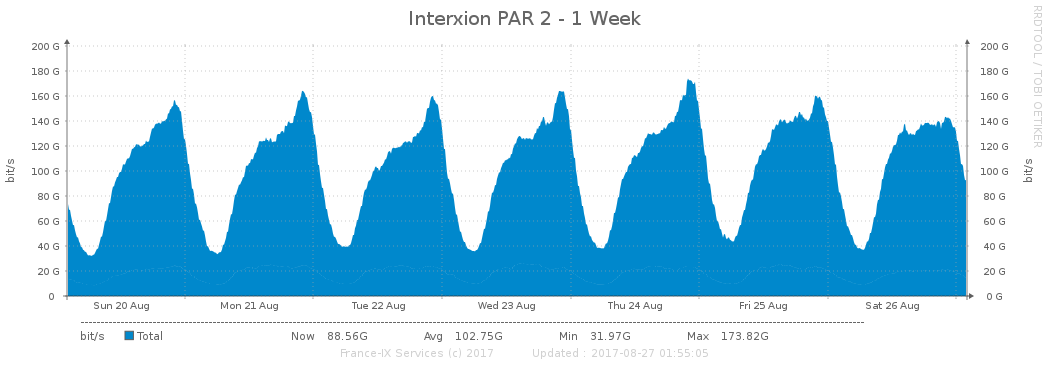 Interxion PAR 2 - 1 Week
RRDTOOL / TOBI OETIKER
200 G 200 G
180 G 180 G
160 G 160 G
140 G 140 G
120 G 120 G
100 G 100 G
80 G 80 G
60 G 60 G
40 G 40 G
20 G 20 G
0 0 G
bit/s
bit/s
Sun 20 Aug Mon 21 Aug Tue 22 Aug Wed 23 Aug Thu 24 Aug Fri 25 Aug Sat 26 Aug
bit/s Total Now 88.56G Avg 102.75G Min 31.97G Max 173.82G
France-IX Services (c) 2017 Updated : 2017-08-27 01:55:05